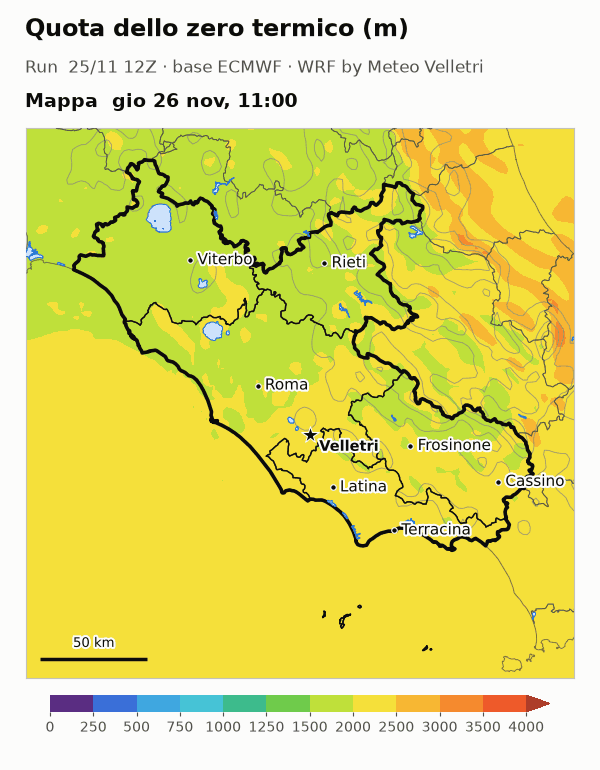 Quota dello zero termico (m)
Run 25/11 12Z · base ECMWF · WRF by Meteo Velletri
Mappa gio 26 nov, 11:00
Viterbo
Rieti
Roma
Velletri
Frosinone
Latina
Cassino
Terracina
50 km
0 250 500 750 1000 1250 1500 2000 2500 3000 3500 4000